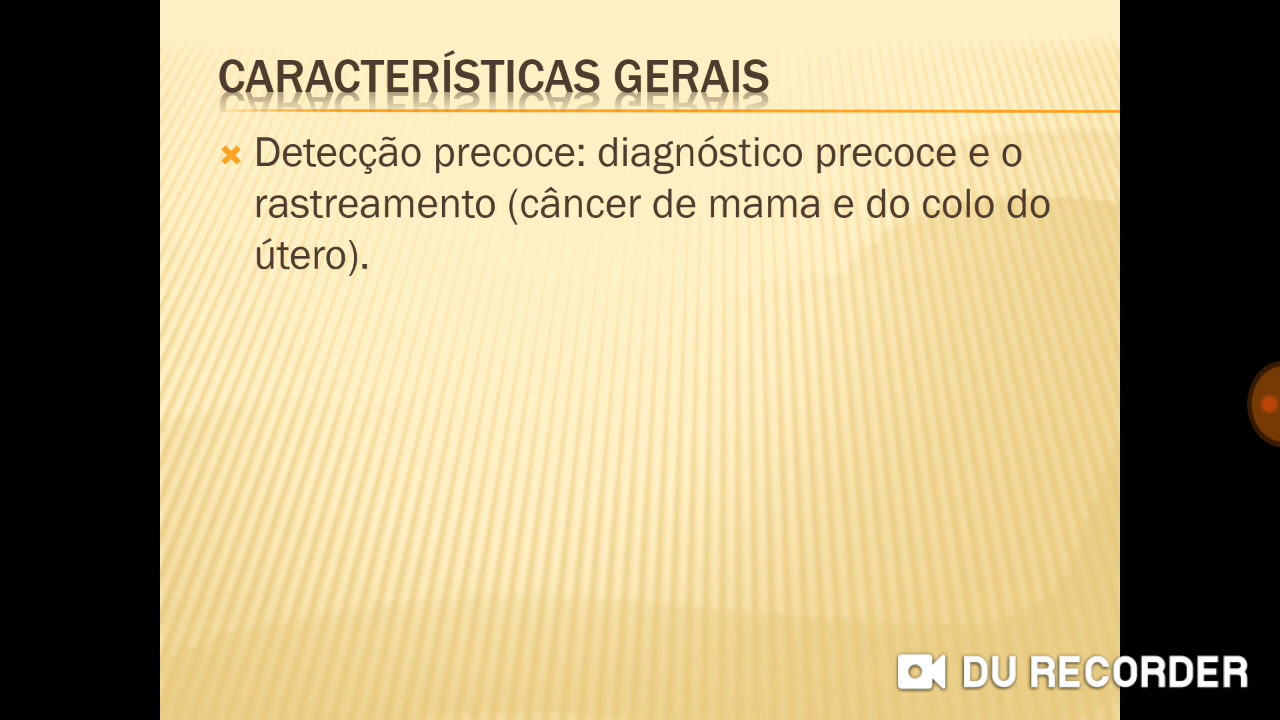 CARACTERÍSTICAS GERAIS
Detecção precoce: diagnóstico precoce e o
rastreamento (câncer de mama e do colo do
útero).
DU RECORDER